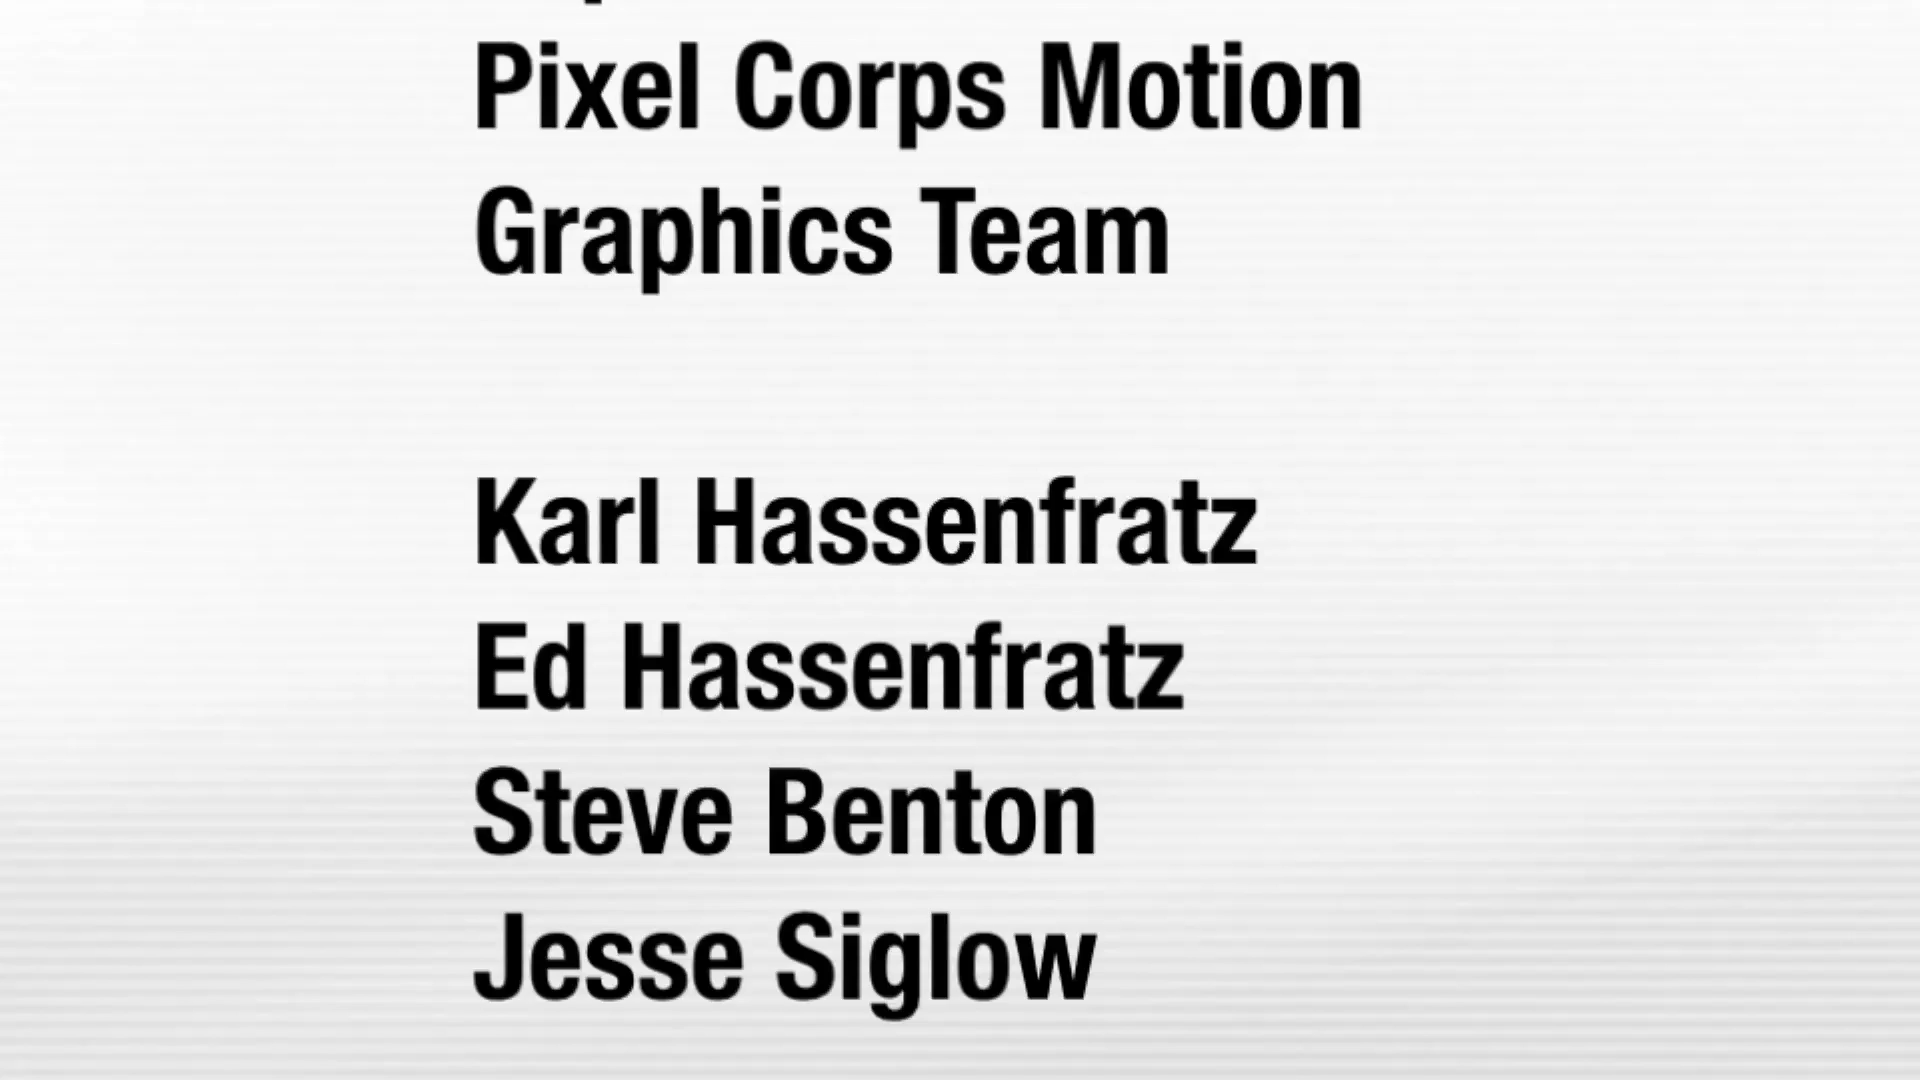 Pixel Corps Motion
Graphics Team
Karl Hassenfratz
Ed Hassenfratz
Steve Benton
Jesse Siglow